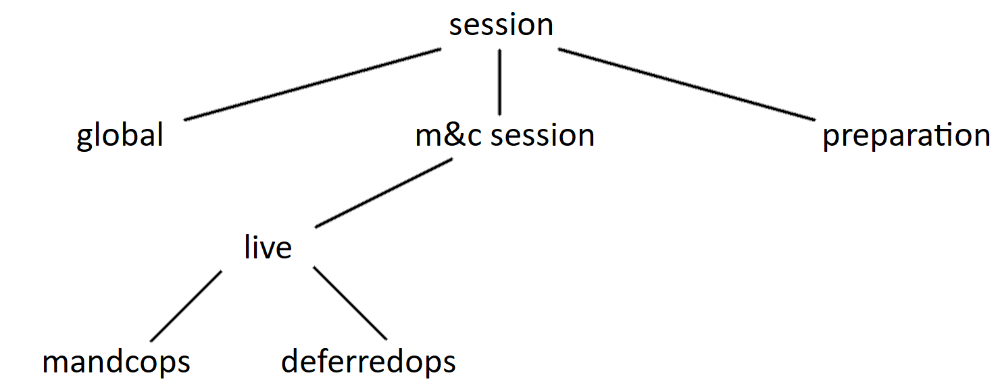 session
global
m&c session
preparation
live
mandcops
deferredops